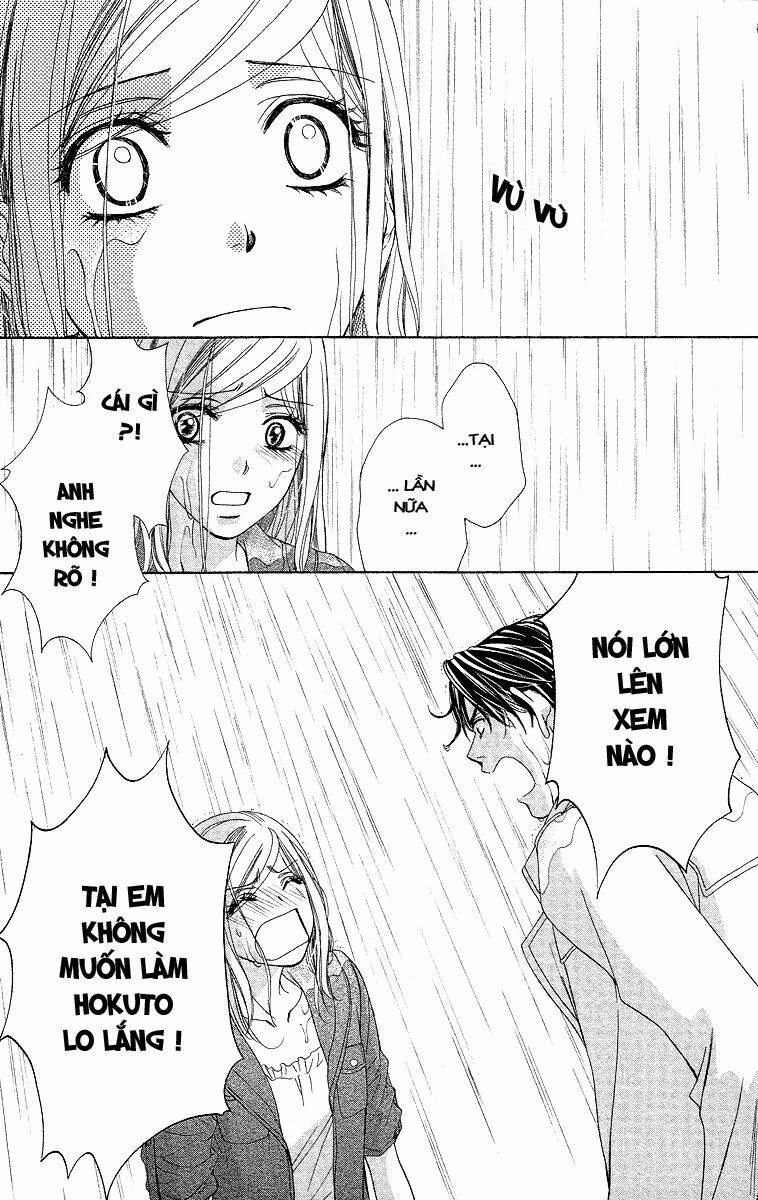 VÙ VÙ
...TẠI
...
... LẦN
NỮA
...
CÁI GÌ
?!
ANH
NGHE
KHÔNG
RÕ !
NÓI LỚN
LÊN
XEM
NÀO !
TẠI EM
KHÔNG
MUỐN LÀM
HOKUTO
LO LẮNG !